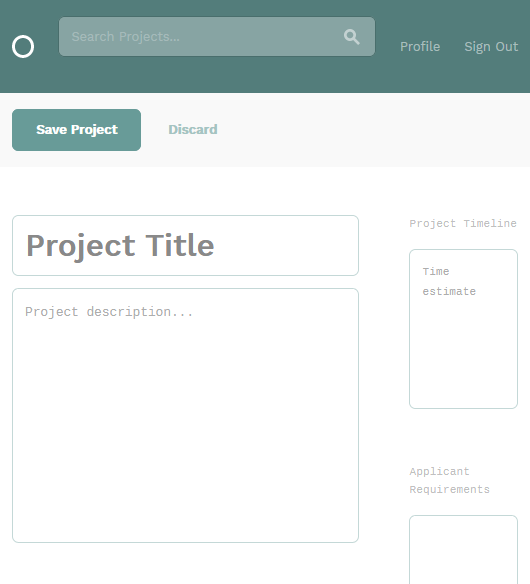 Search Projects...
Profile
Sign Out
Save Project
Discard
Project Title
Project description...
Project Timeline
Time
estimate
Applicant
Requirements